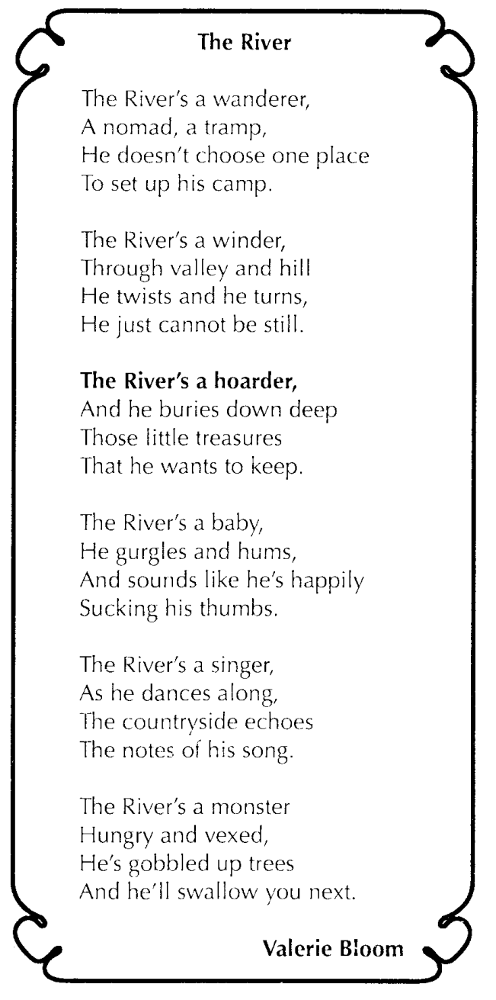 The River
The River's a wanderer,
A nomad, a tramp,
He doesn't choose one place
To set up his camp.
The River's a winder,
Through valley and hill
He twists and he turns,
He just cannot be still.
The River's a hoarder,
And he buries down deep
Those little treasures
That he wants to keep.
The River's a baby,
He gurgles and hums,
And sounds like he's happily
Sucking his thumbs.
The River's a singer,
As he dances along,
The countryside echoes
The notes of his song.
The River's a monster
Hungry and vexed,
He's gobbled up trees
And he'll swallow you next.
Valerie Bloom